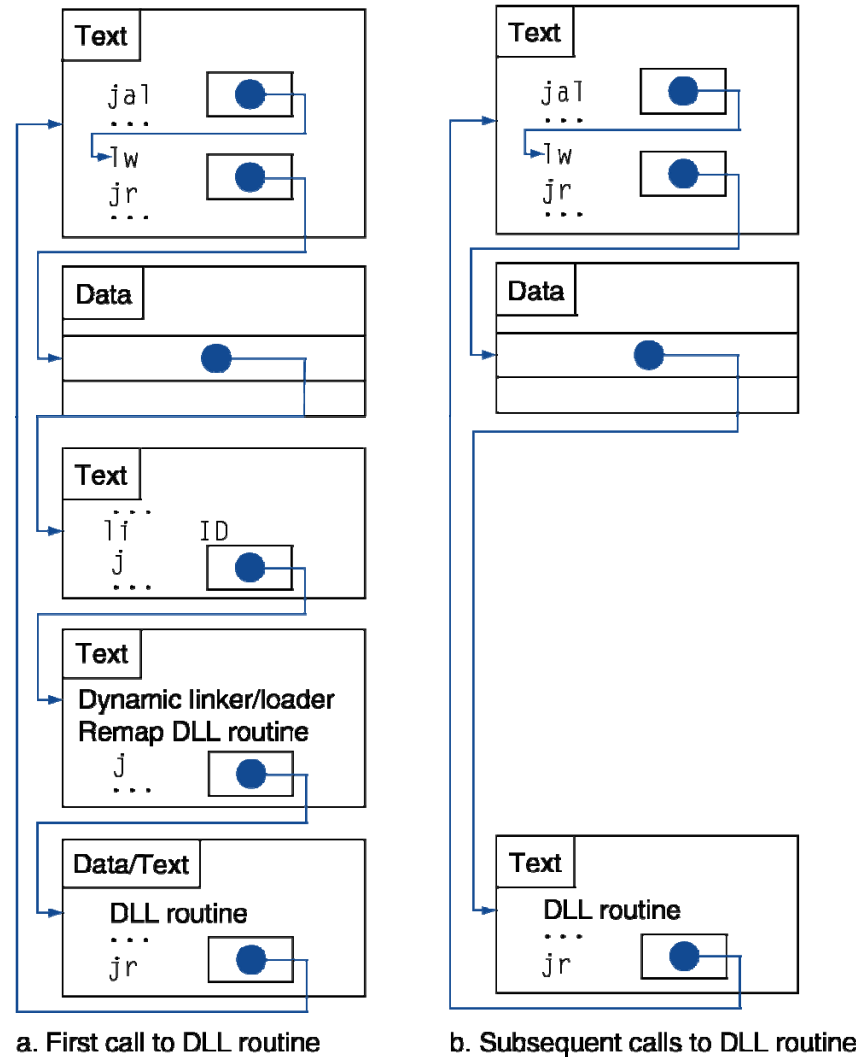 Text
jal
...
lw
jr
...
Data
Text
...
li ID
j
...
Text
Dynamic linker/loader
Remap DLL routine
j
...
Data/Text
DLL routine
...
jr
a. First call to DLL routine
Text
jal
...
lw
jr
...
Data
Text
DLL routine
...
jr
b. Subsequent calls to DLL routine